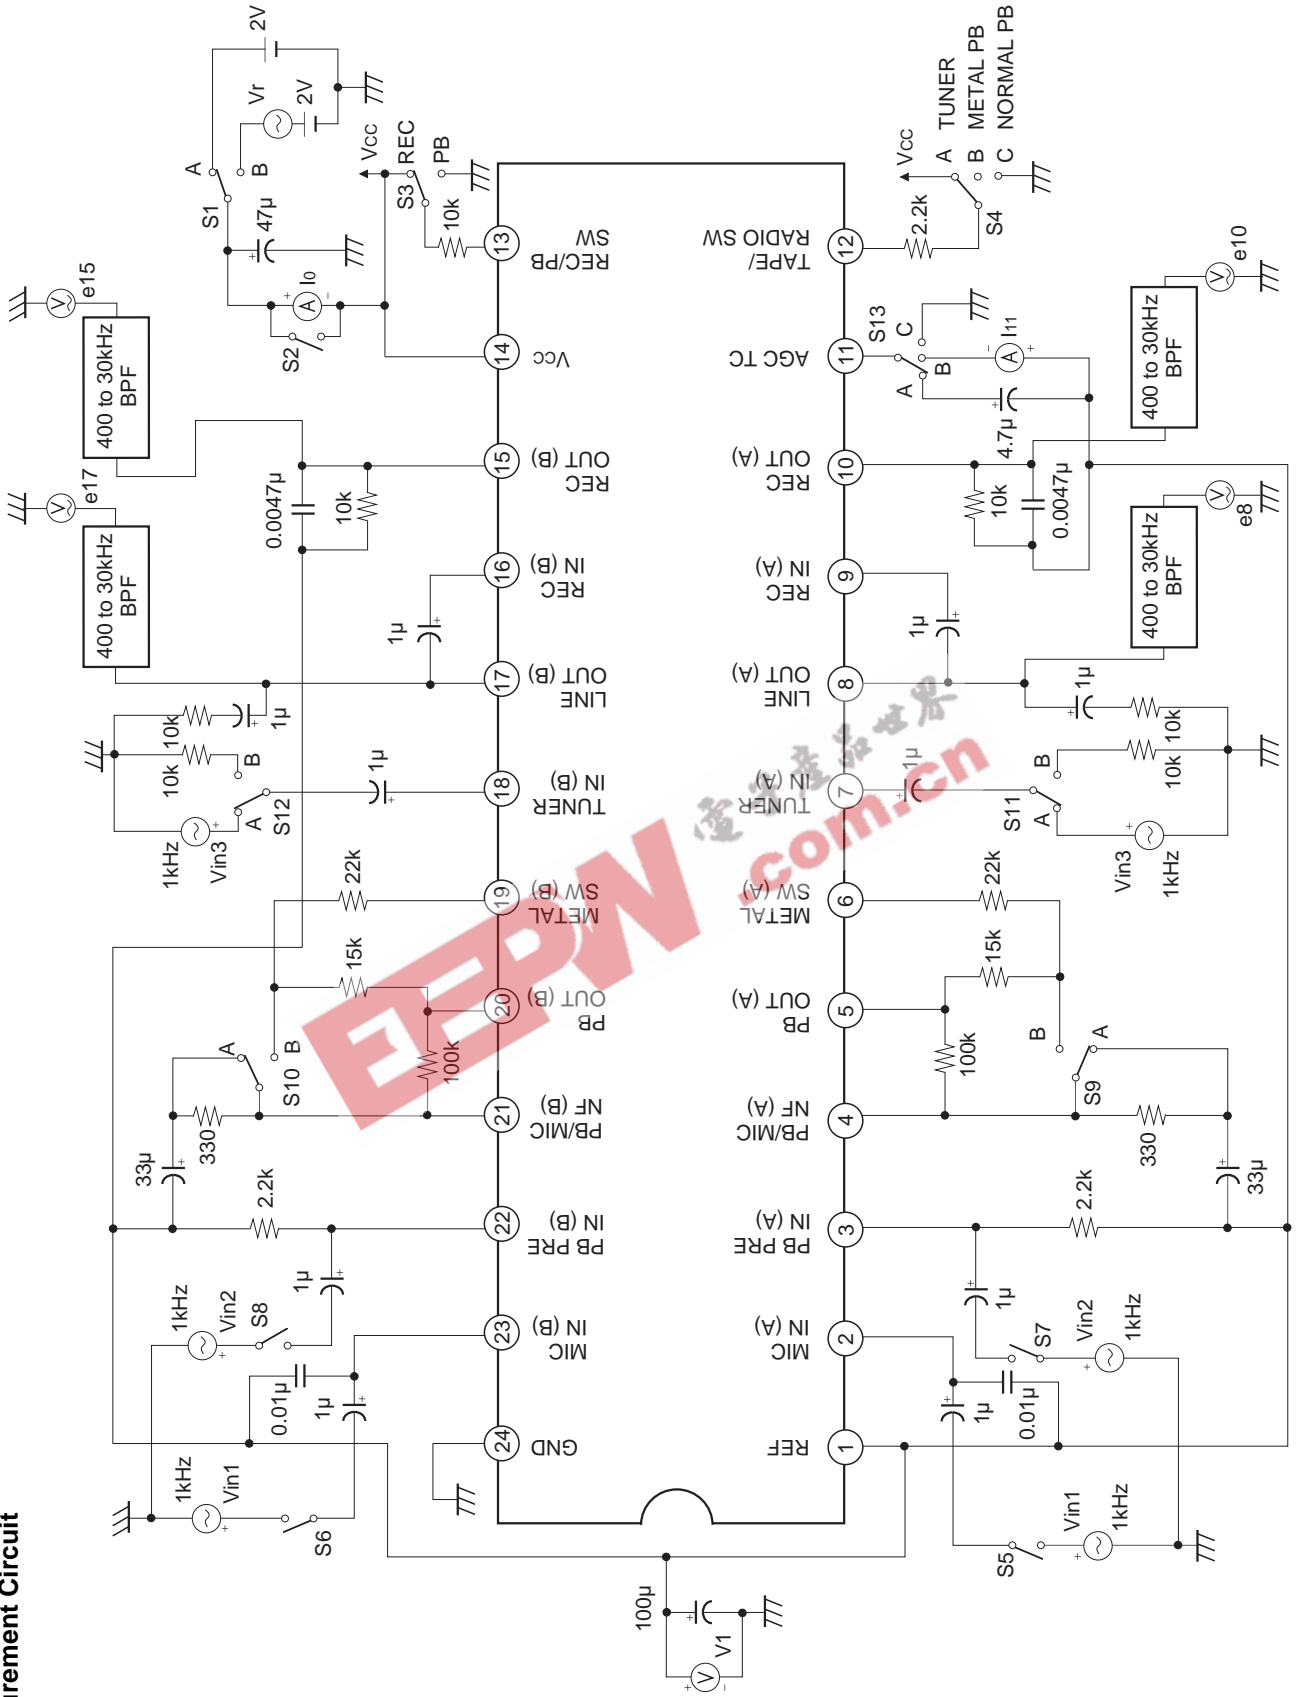 urement Circuit
2V
Vr
2V
A
B
S1
47μ
VCC
REC
PB
S3
10k
A
I0
S2
V
e15
400 to 30kHz
BPF
V
e17
400 to 30kHz
BPF
0.0047μ
10k
1μ
10k
10k
1μ
B
A
S12
1kHz
Vin3
1μ
22k
15k
100k
A
B
S10
330
33μ
2.2k
1μ
1kHz
Vin2
S8
0.01μ
1μ
1kHz
Vin1
S6
13
REC/PB
SW
14
VCC
15
REC
OUT (B)
16
REC
IN (B)
17
LINE
OUT (B)
18
TUNER
IN (B)
19
METAL
SW (B)
20
PB
OUT (B)
21
PB/MIC
NF (B)
22
PB PRE
IN (B)
23
MIC
IN (B)
24
GND
12
TAPE/
RADIO SW
11
AGC TC
10
REC
OUT (A)
9
REC
IN (A)
8
LINE
OUT (A)
7
TUNER
IN (A)
6
METAL
SW (A)
5
PB
OUT (A)
4
PB/MIC
NF (A)
3
PB PRE
IN (A)
2
MIC
IN (A)
1
REF
VCC
A TUNER
B METAL PB
C NORMAL PB
2.2k
S4
S13
A
B
C
A
I11
4.7μ
V
e10
400 to 30kHz
BPF
10k
0.0047μ
V
e8
400 to 30kHz
BPF
1μ
1μ
10k
10k
1μ
B
A
S11
Vin3
1kHz
22k
15k
100k
B
A
S9
330
33μ
2.2k
1μ
S7
Vin2
1kHz
1μ
0.01μ
S5
Vin1
1kHz
100μ
V
V1
EEPW
.com.cn
電子產品世界